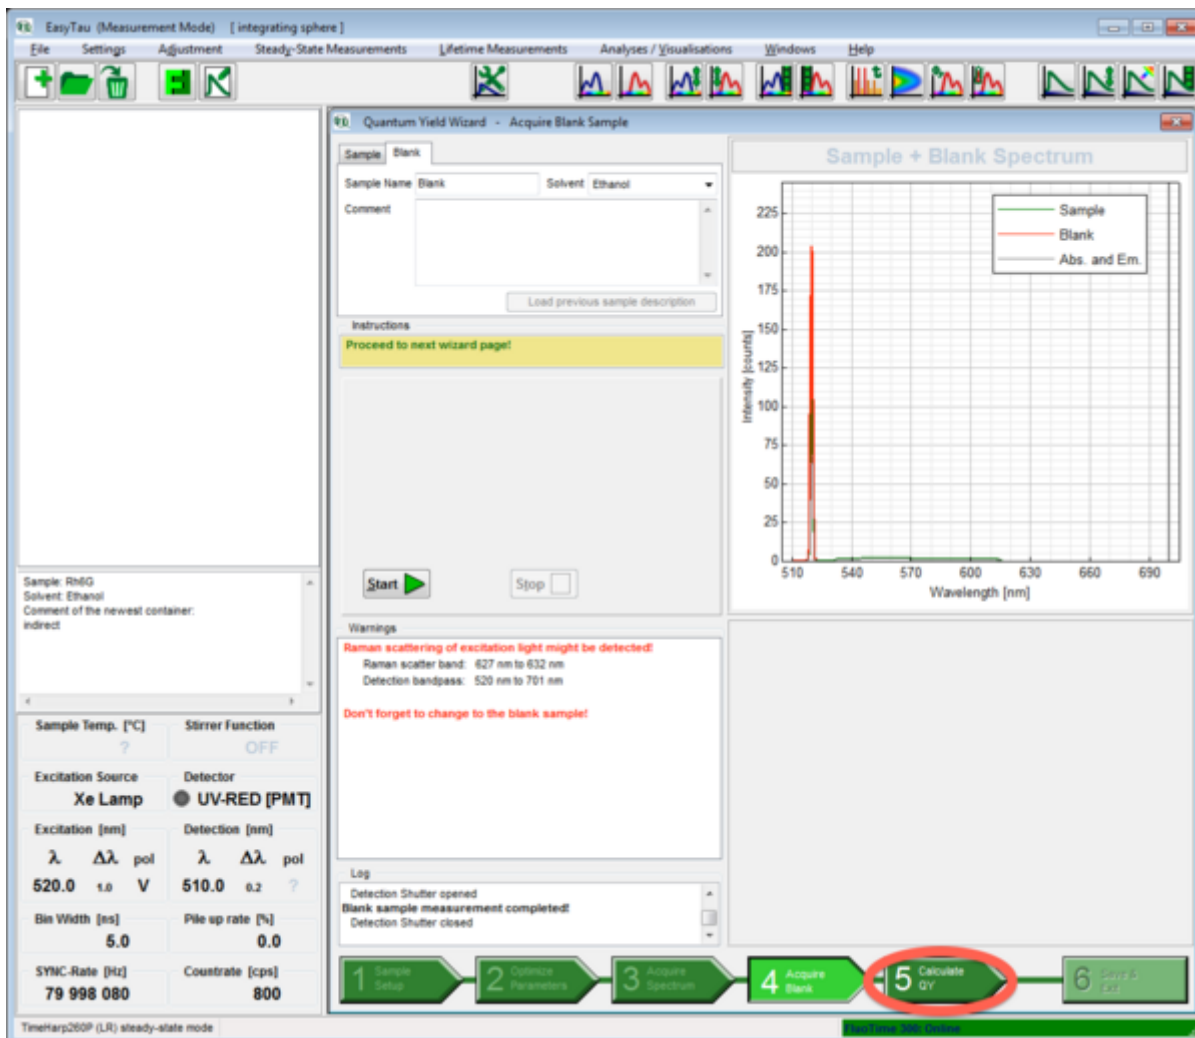 EasyTau (Measurement Mode) [ integrating sphere ]
File Settings Adjustment Steady-State Measurements Lifetime Measurements Analyses / Visualisations Windows Help
Quantum Yield Wizard - Acquire Blank Sample
Sample Blank
Sample Name Blank Solvent Ethanol
Comment
Load previous sample description
Instructions
Proceed to next wizard page!
Start Stop
Warnings
Raman scattering of excitation light might be detected!
Raman scatter band: 627 nm to 632 nm
Detection bandpass: 520 nm to 701 nm
Don't forget to change to the blank sample!
Log
Detection Shutter opened
Blank sample measurement completed!
Detection Shutter closed
Sample + Blank Spectrum
Sample
Blank
Abs. and Em.
Intensity [counts]
225
200
175
150
125
100
75
50
25
0
510 540 570 600 630 660 690
Wavelength [nm]
Sample: Rh6G
Solvent: Ethanol
Comment of the newest container:
indirect
Sample Temp. [°C] Stirrer Function
? OFF
Excitation Source Detector
Xe Lamp UV-RED [PMT]
Excitation [nm] Detection [nm]
λ Δλ pol λ Δλ pol
520.0 1.0 V 510.0 0.2 ?
Bin Width [ns] Pile up rate [%]
5.0 0.0
SYNC-Rate [Hz] Countrate [cps]
79 998 080 800
1 Sample Setup
2 Optimize Parameters
3 Acquire Spectrum
4 Acquire Blank
5 Calculate QY
6 Save & Exit
TimeHarp260P (LR) steady-state mode
FluoTime 300: Online